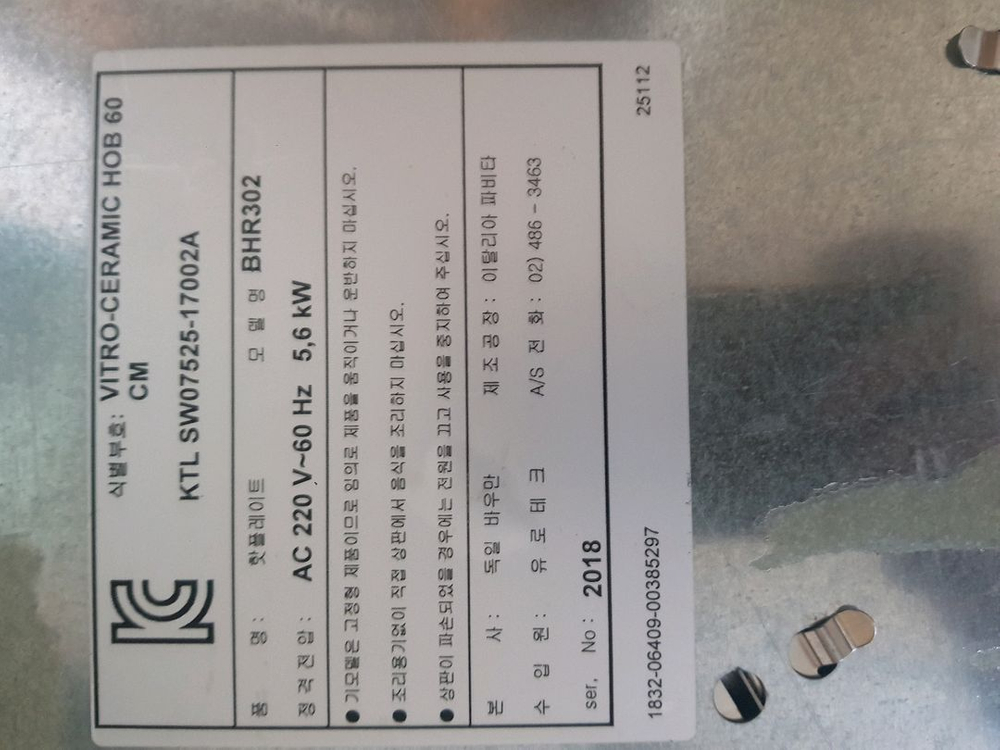 식별부호: VITRO-CERAMIC HOB 60
CM
KTL SW07525-17002A
품 명 : 핫플레이트 모 델 명 BHR302
정 격 전 압 : AC 220 V~60 Hz 5,6 kW
● 기모델은 고정형 제품이므로 임의로 제품을 움직이거나 운반하지 마십시오.
● 조리용기없이 직접 상판에서 음식을 조리하지 마십시오.
● 상판이 파손되었을 경우에는 전원을 끄고 사용을 중지하여 주십시오.
본 사 : 독일 바우만 제 조 공 장 : 이탈리아 파비타
수 입 원 : 유 로 테 크 A/S 전 화 : 02) 486 - 3463
ser. No : 2018
1832-06409-00385297 25112